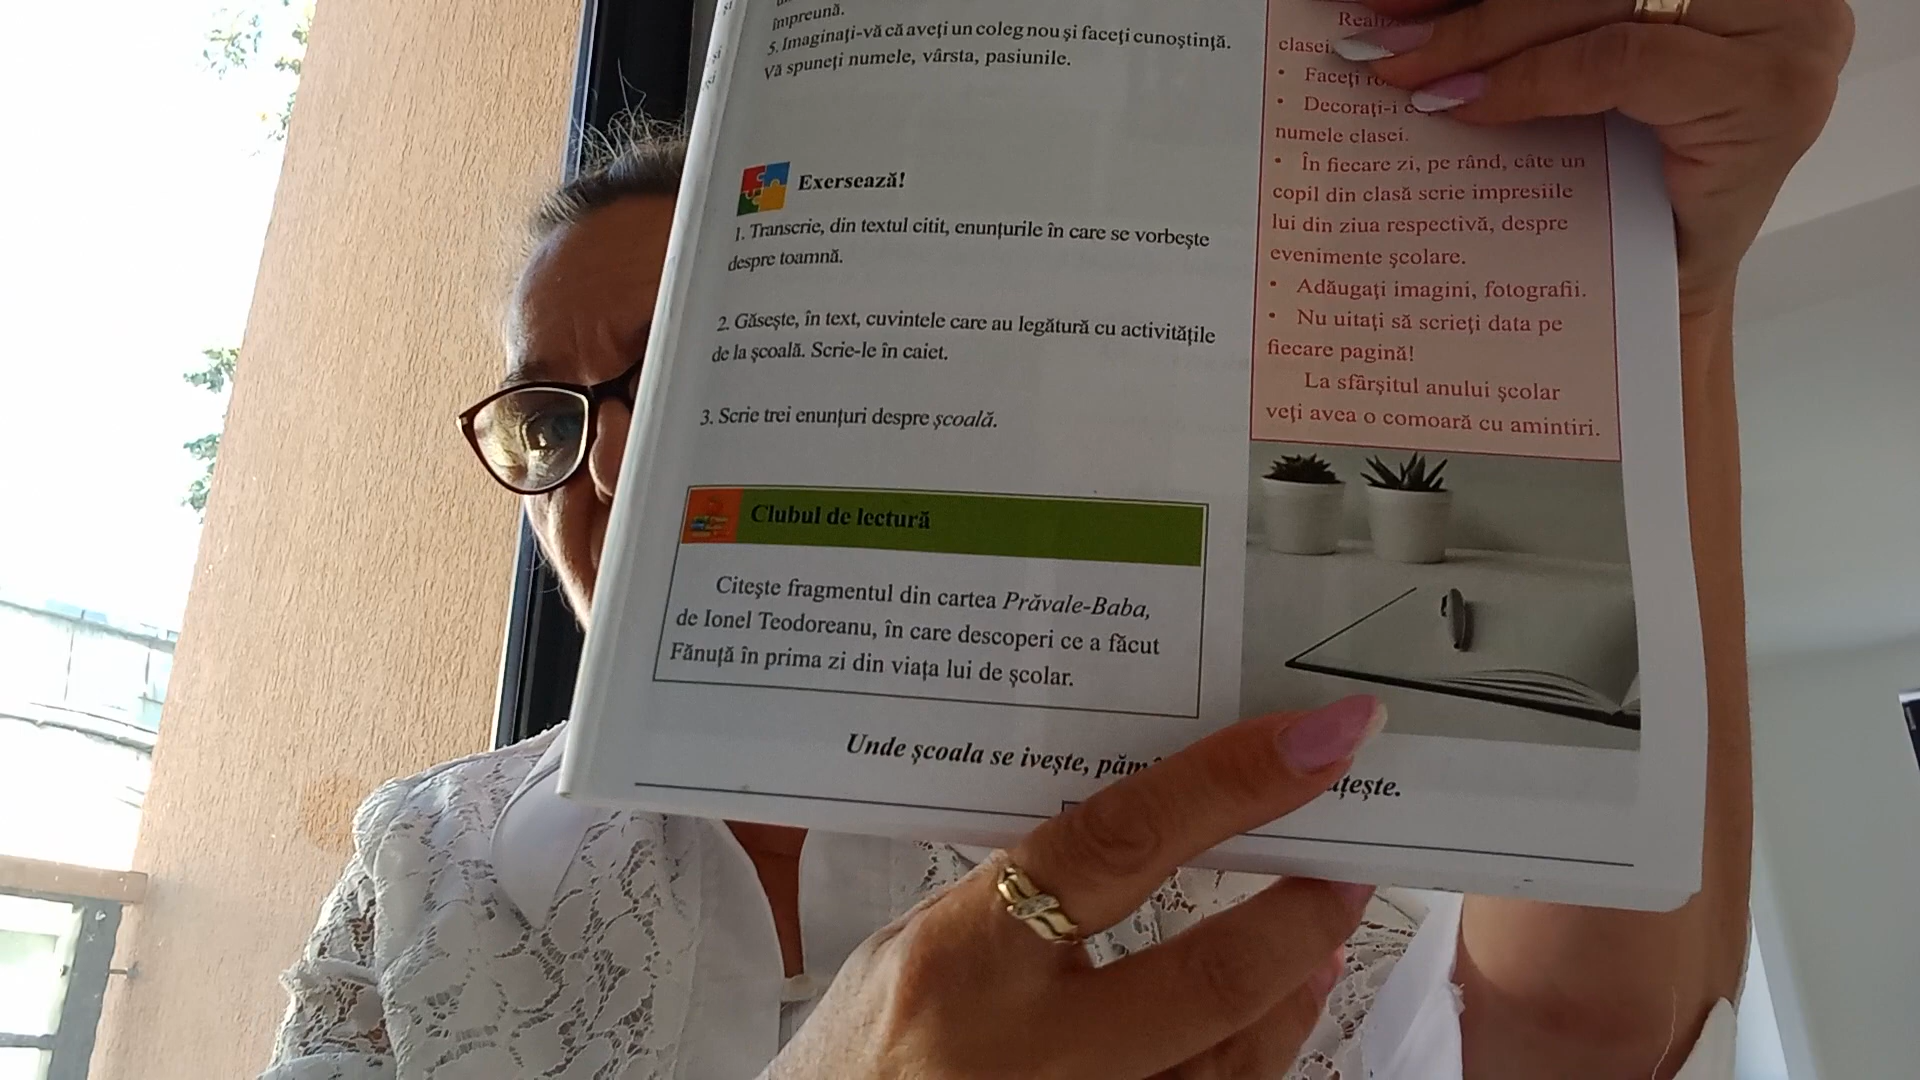 împreună.
5. Imaginați-vă că aveți un coleg nou și faceți cunoștință.
Vă spuneți numele, vârsta, pasiunile.
Exersează!
1. Transcrie, din textul citit, enunțurile în care se vorbește
despre toamnă.
2. Găsește, în text, cuvintele care au legătură cu activitățile
de la școală. Scrie-le în caiet.
3. Scrie trei enunțuri despre școală.
Clubul de lectură
Citește fragmentul din cartea Prăvale-Baba,
de Ionel Teodoreanu, în care descoperi ce a făcut
Fănuță în prima zi din viața lui de școlar.
clasei
• Faceți
• Decorați-i
numele clasei.
• În fiecare zi, pe rând, câte un
copil din clasă scrie impresiile
lui din ziua respectivă, despre
evenimente școlare.
• Adăugați imagini, fotografii.
• Nu uitați să scrieți data pe
fiecare pagină!
La sfârșitul anului școlar
veți avea o comoară cu amintiri.
Unde școala se ivește,